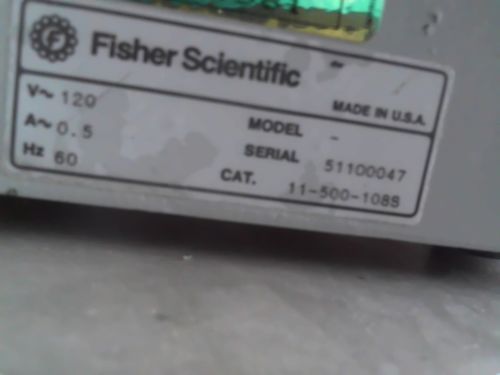 F Fisher Scientific
MADE IN U.S.A.
V~ 120
A~ 0.5
Hz 60
MODEL -
SERIAL 51100047
CAT. 11-500-108S